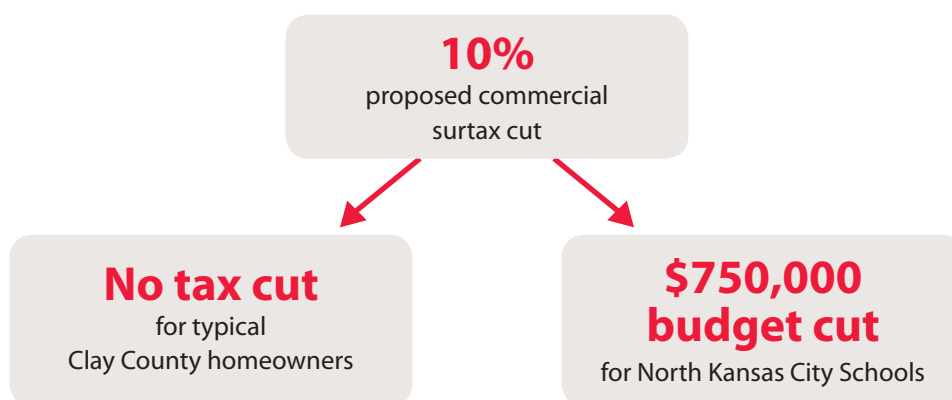 10%
proposed commercial
surtax cut
No tax cut
for typical
Clay County homeowners
$750,000
budget cut
for North Kansas City Schools